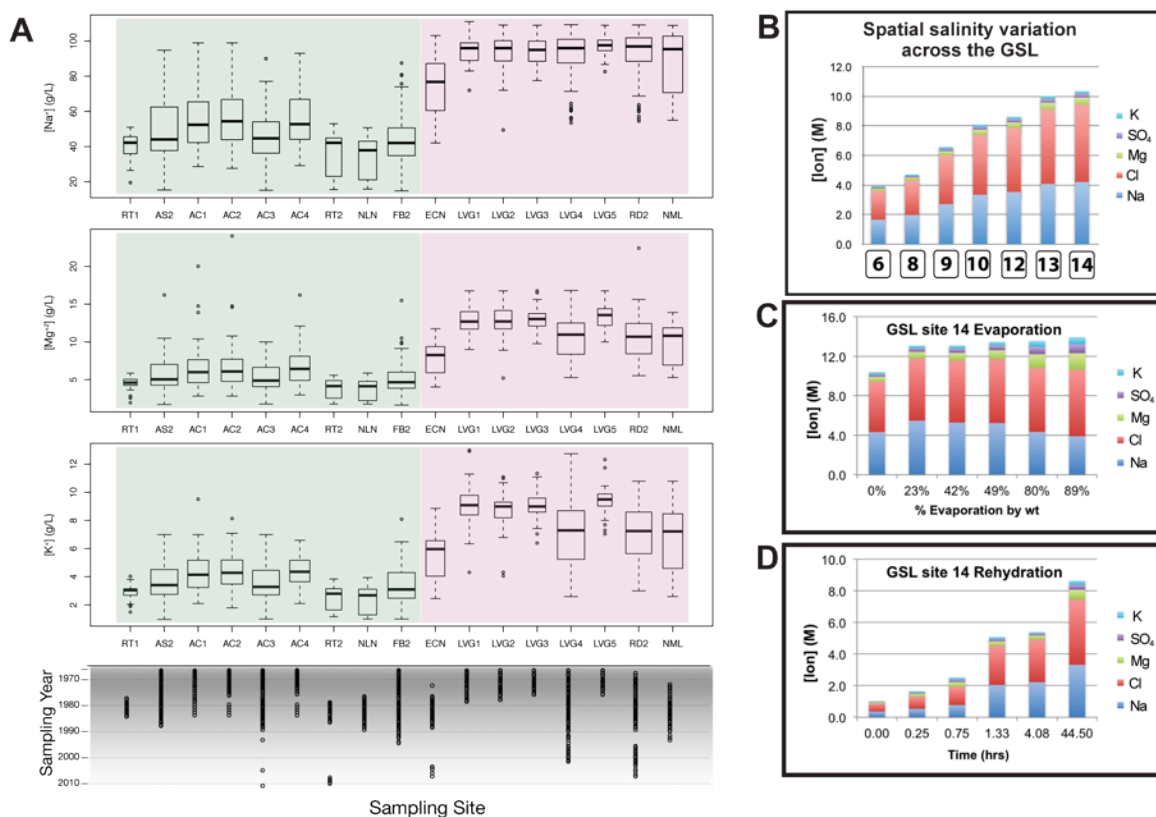 A
[Na⁺] (g/L)
100
80
60
40
20
RT1 AS2 AC1 AC2 AC3 AC4 RT2 NLN FB2 ECN LVG1 LVG2 LVG3 LVG4 LVG5 RD2 NML
[Mg⁺²] (g/L)
20
15
10
5
RT1 AS2 AC1 AC2 AC3 AC4 RT2 NLN FB2 ECN LVG1 LVG2 LVG3 LVG4 LVG5 RD2 NML
[K⁺] (g/L)
12
10
8
6
4
2
RT1 AS2 AC1 AC2 AC3 AC4 RT2 NLN FB2 ECN LVG1 LVG2 LVG3 LVG4 LVG5 RD2 NML
Sampling Year
1970
1980
1990
2000
2010
Sampling Site
B
Spatial salinity variation
across the GSL
[Ion] (M)
12.0
10.0
8.0
6.0
4.0
2.0
0.0
6 8 9 10 12 13 14
K
SO₄
Mg
Cl
Na
C
GSL site 14 Evaporation
[Ion] (M)
16.0
12.0
8.0
4.0
0.0
0% 23% 42% 49% 80% 89%
% Evaporation by wt
K
SO₄
Mg
Cl
Na
D
GSL site 14 Rehydration
[Ion] (M)
10.0
8.0
6.0
4.0
2.0
0.0
0.00 0.25 0.75 1.33 4.08 44.50
Time (hrs)
K
SO₄
Mg
Cl
Na